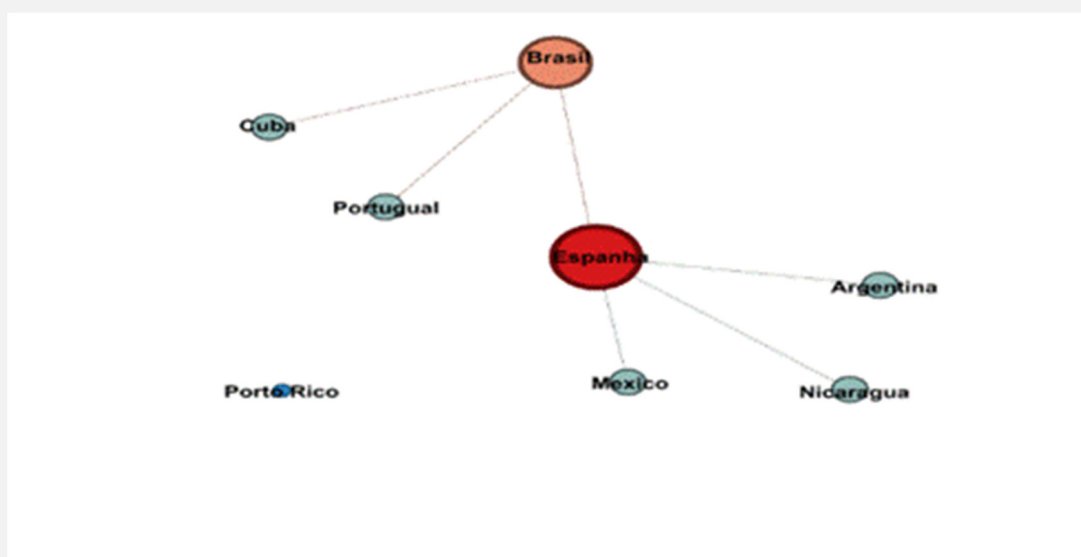 Brasil
Cuba
Portugual
Espanha
Argentina
Mexico
Nicaragua
Porto Rico